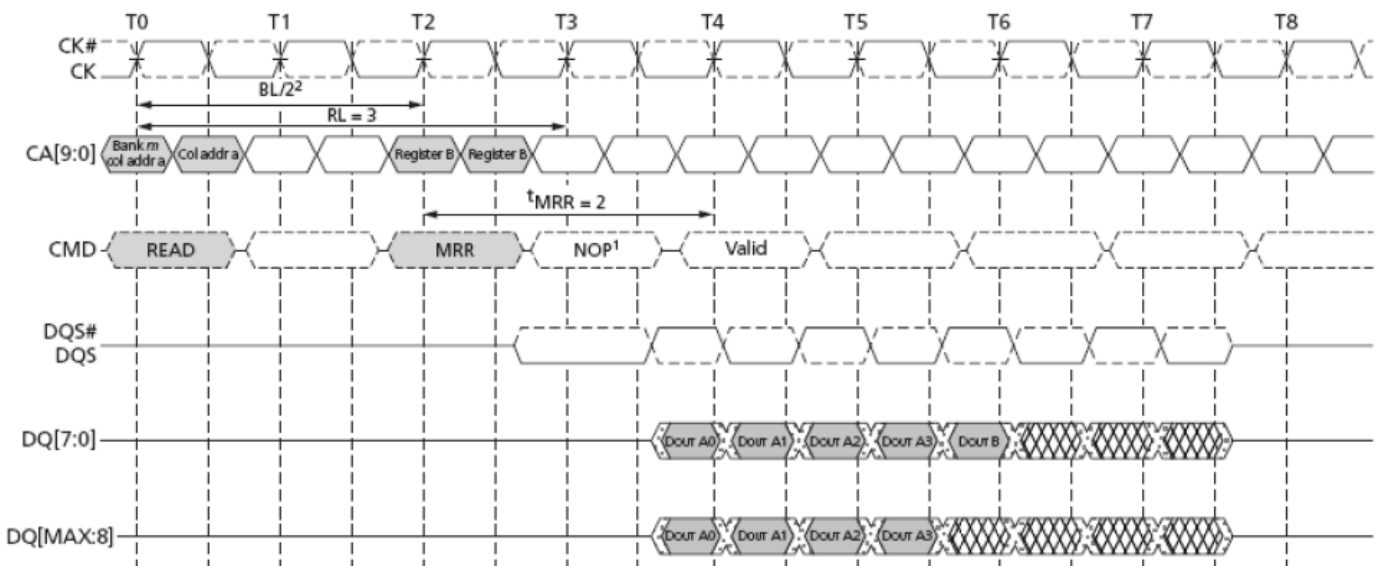 T0 T1 T2 T3 T4 T5 T6 T7 T8
CK#
CK
BL/2²
RL = 3
CA[9:0]
Bank m
col addr a
Col addr a
Register B
Register B
tMRR = 2
CMD
READ
MRR
NOP¹
Valid
DQS#
DQS
DQ[7:0]
DOUT A0
DOUT A1
DOUT A2
DOUT A3
DOUT B
DQ[MAX:8]
DOUT A0
DOUT A1
DOUT A2
DOUT A3